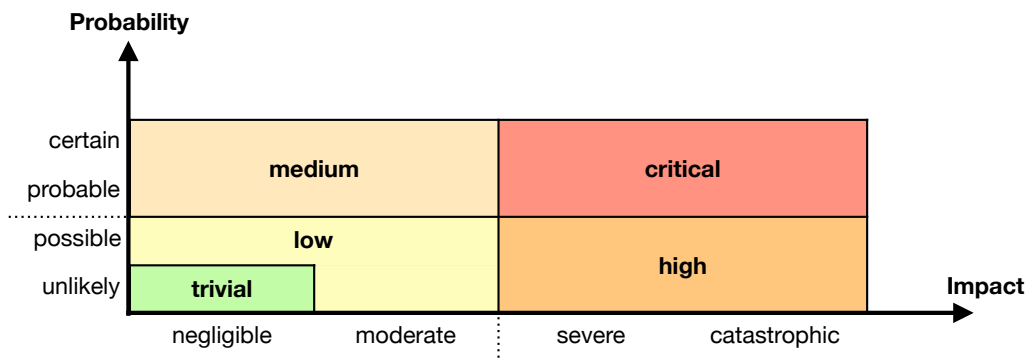 Probability
certain
medium
critical
probable
possible
low
high
unlikely
trivial
Impact
negligible
moderate
severe
catastrophic